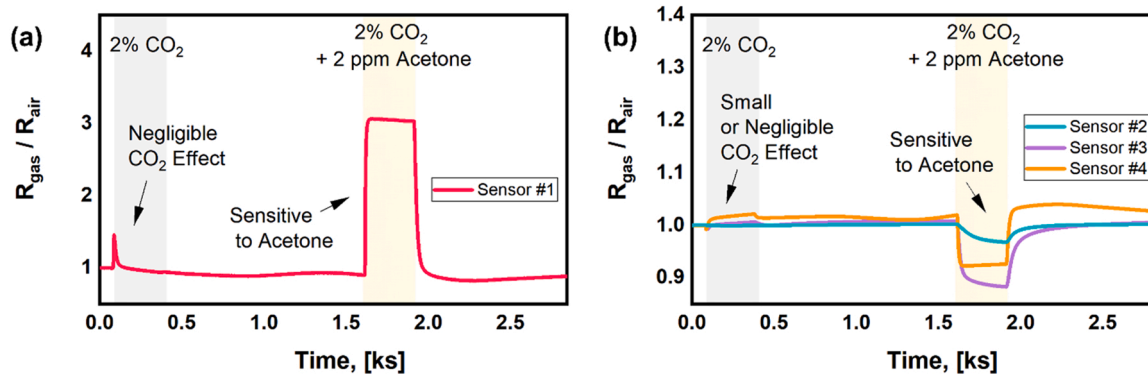 (a)
2% CO₂
2% CO₂
+ 2 ppm Acetone
Negligible
CO₂ Effect
Sensitive
to Acetone
Sensor #1
R_gas / R_air
4
3
2
1
0.0
0.5
1.0
1.5
2.0
2.5
Time, [ks]
(b)
2% CO₂
2% CO₂
+ 2 ppm Acetone
Small
or Negligible
CO₂ Effect
Sensitive
to Acetone
Sensor #2
Sensor #3
Sensor #4
R_gas / R_air
1.4
1.3
1.2
1.1
1.0
0.9
0.0
0.5
1.0
1.5
2.0
2.5
Time, [ks]